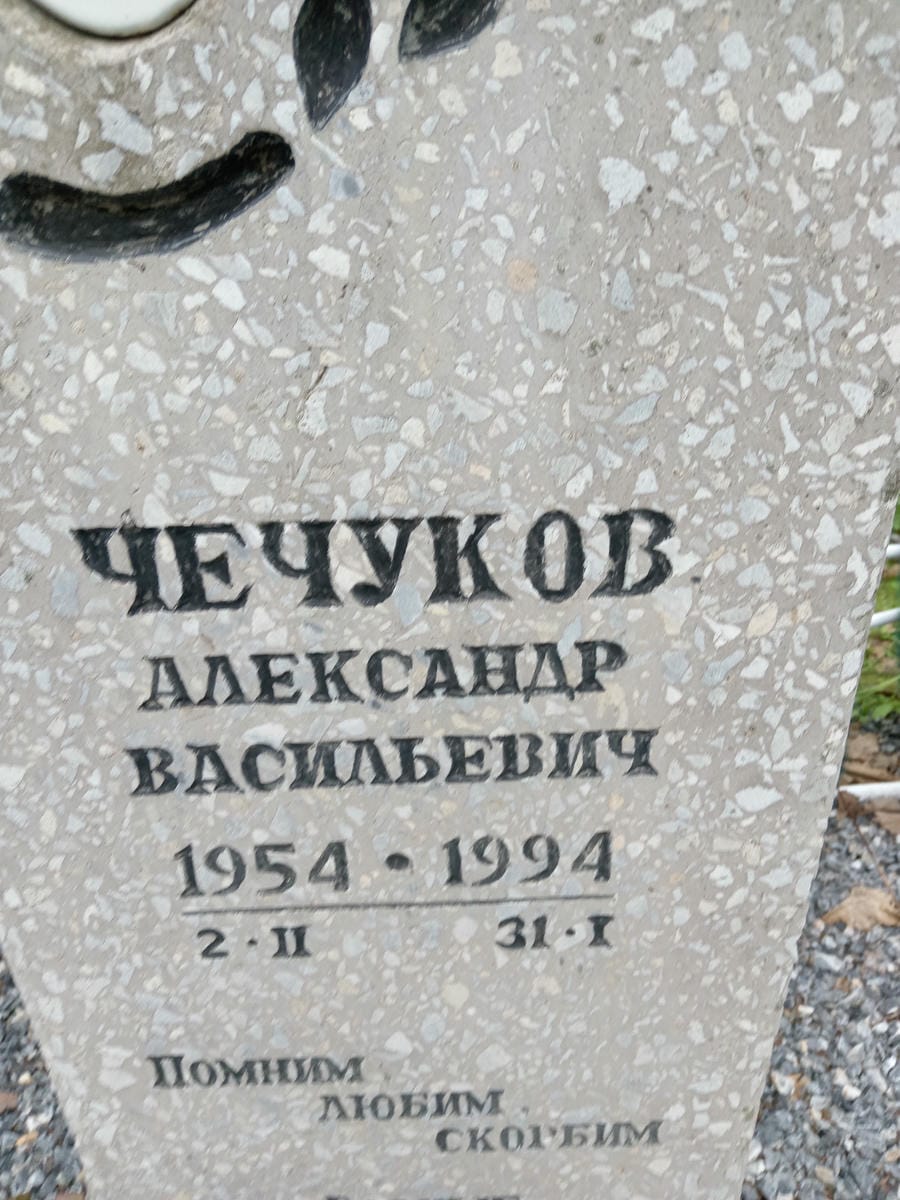 ЧЕЧУКОВ
АЛЕКСАНДР
ВАСИЛЬЕВИЧ
1954 • 1994
2 · II 31 · I
Помним
любим
скорбим